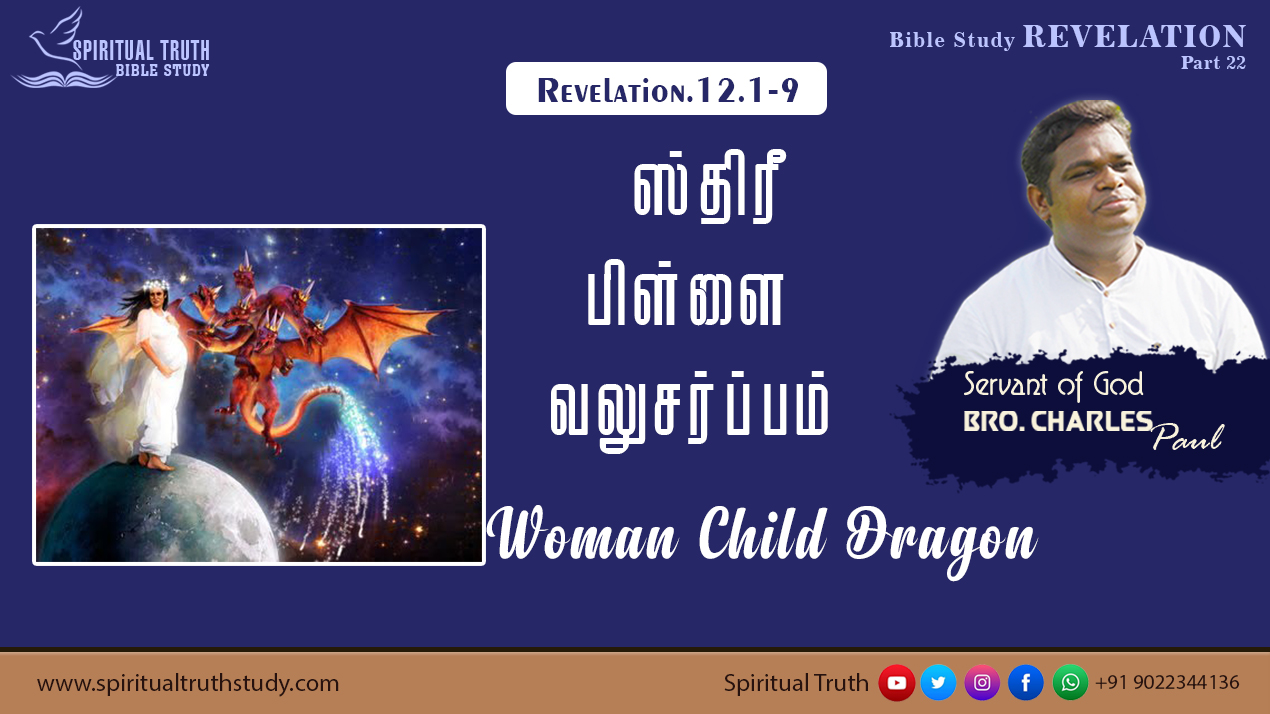 SPIRITUAL TRUTH
BIBLE STUDY
Bible Study REVELATION
Part 22
Revelation.12.1-9
ஸ்திரீ
பிள்ளை
வலுசர்ப்பம்
Servant of God
BRO. CHARLES
Paul
Woman Child Dragon
www.spiritualtruthstudy.com
Spiritual Truth +91 9022344136